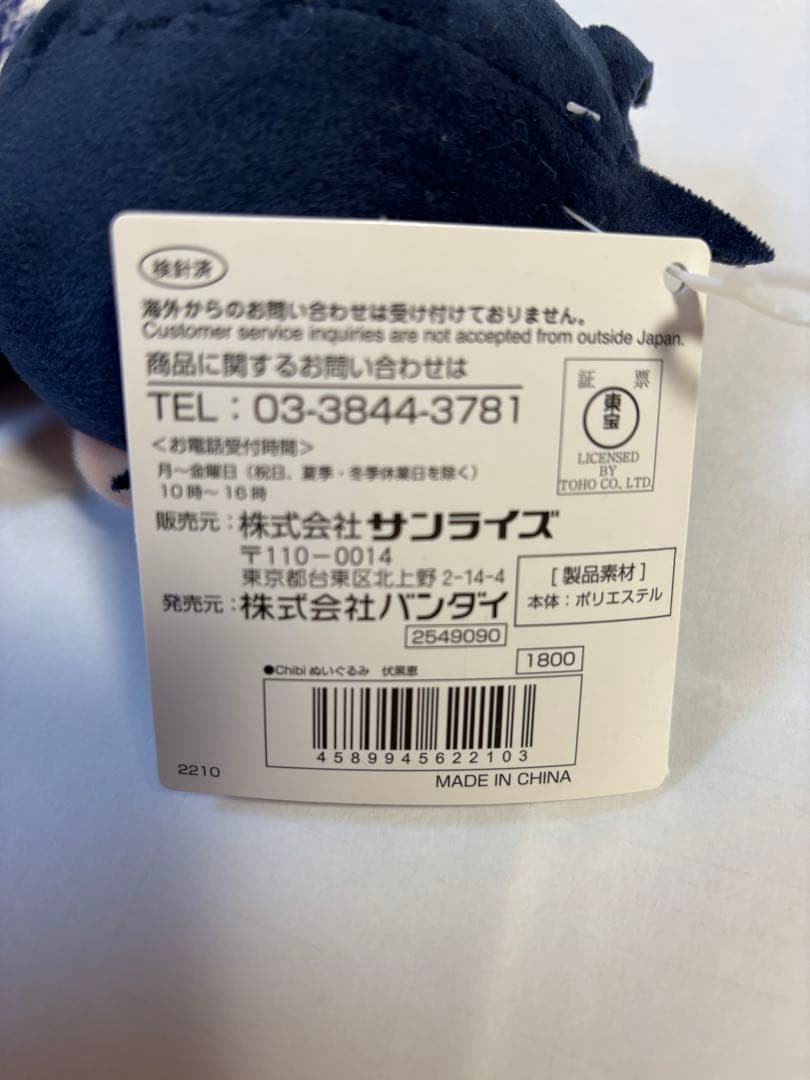 検針済
海外からのお問い合わせは受け付けておりません。
Customer service inquiries are not accepted from outside Japan.
商品に関するお問い合わせは
TEL：03-3844-3781
＜お電話受付時間＞
月〜金曜日（祝日、夏季・冬季休業日を除く）
10時〜16時
証 票
東宝
LICENSED
BY
TOHO CO., LTD.
販売元：株式会社サンライズ
〒110-0014
東京都台東区北上野2-14-4
発売元：株式会社バンダイ
2549090
［製品素材］
本体：ポリエステル
1800
●Chibiぬいぐるみ 伏黒恵
4589945622103
2210
MADE IN CHINA